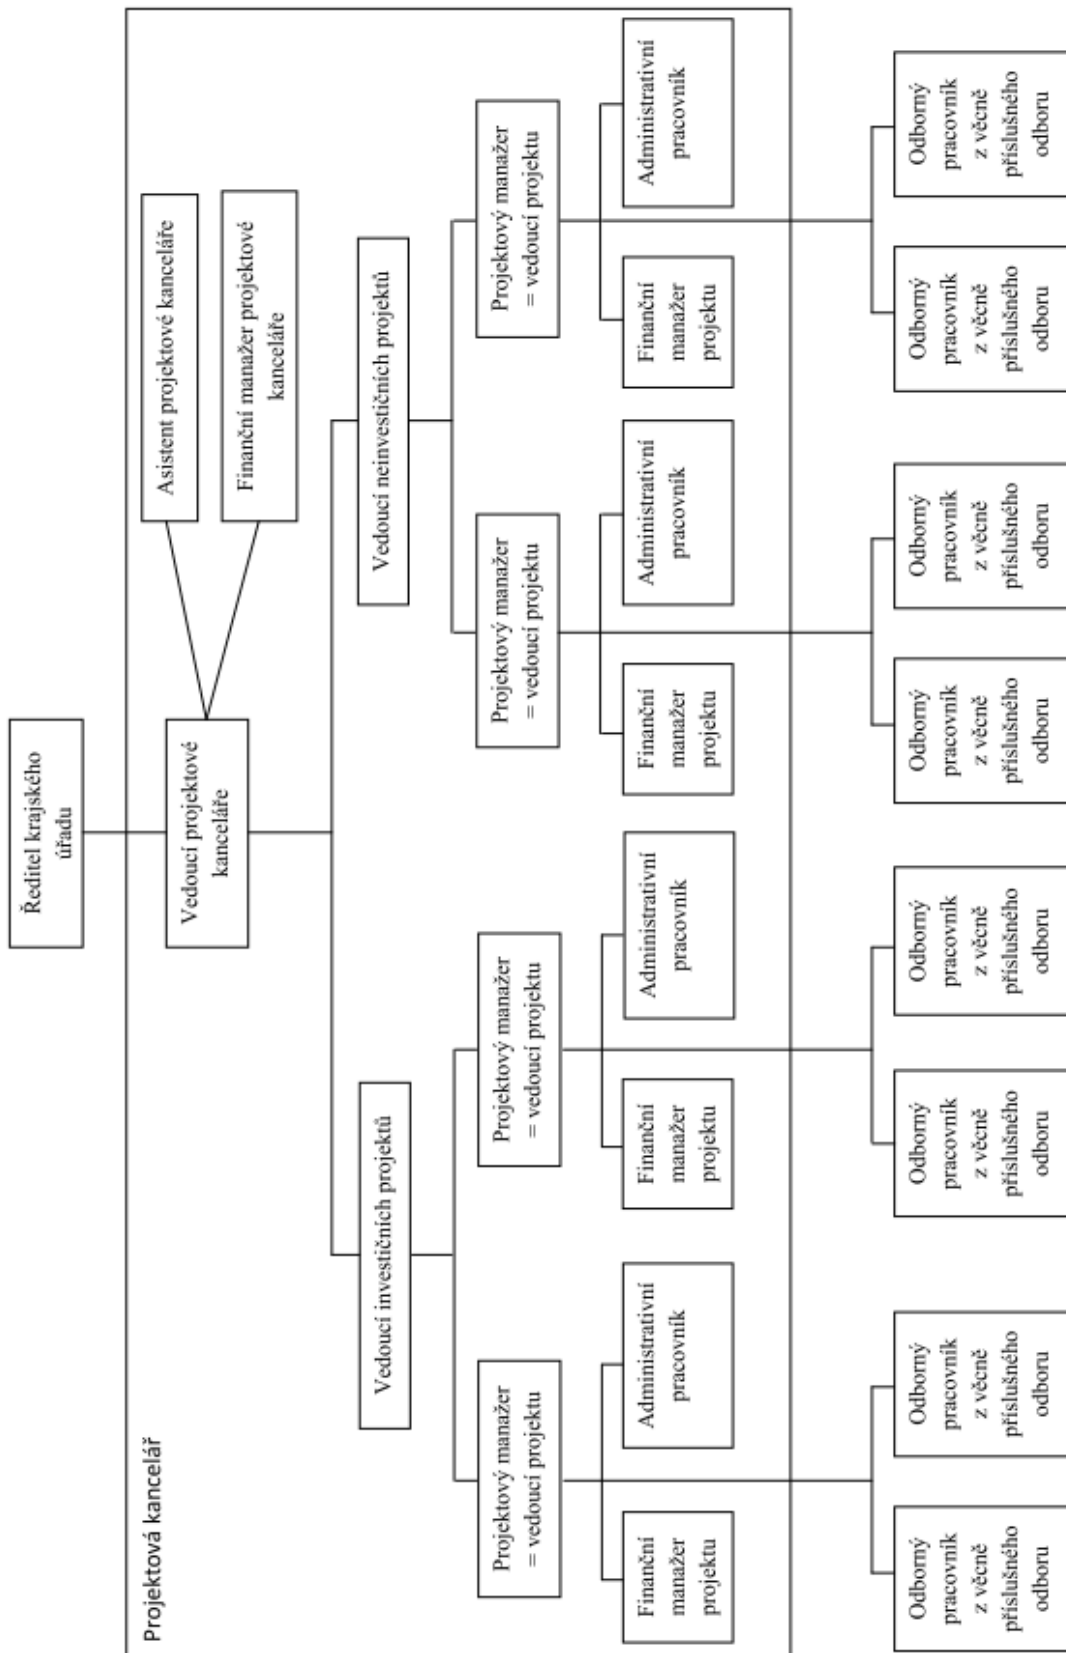 Ředitel krajského
úřadu
Projektová kancelář
Vedoucí projektové
kanceláře
Asistent projektové kanceláře
Finanční manažer projektové
kanceláře
Vedoucí investičních projektů
Vedoucí neinvestičních projektů
Projektový manažer
= vedoucí projektu
Projektový manažer
= vedoucí projektu
Projektový manažer
= vedoucí projektu
Projektový manažer
= vedoucí projektu
Finanční
manažer
projektu
Administrativní
pracovník
Finanční
manažer
projektu
Administrativní
pracovník
Finanční
manažer
projektu
Administrativní
pracovník
Finanční
manažer
projektu
Administrativní
pracovník
Odborný
pracovník
z věcně
příslušného
odboru
Odborný
pracovník
z věcně
příslušného
odboru
Odborný
pracovník
z věcně
příslušného
odboru
Odborný
pracovník
z věcně
příslušného
odboru
Odborný
pracovník
z věcně
příslušného
odboru
Odborný
pracovník
z věcně
příslušného
odboru
Odborný
pracovník
z věcně
příslušného
odboru
Odborný
pracovník
z věcně
příslušného
odboru